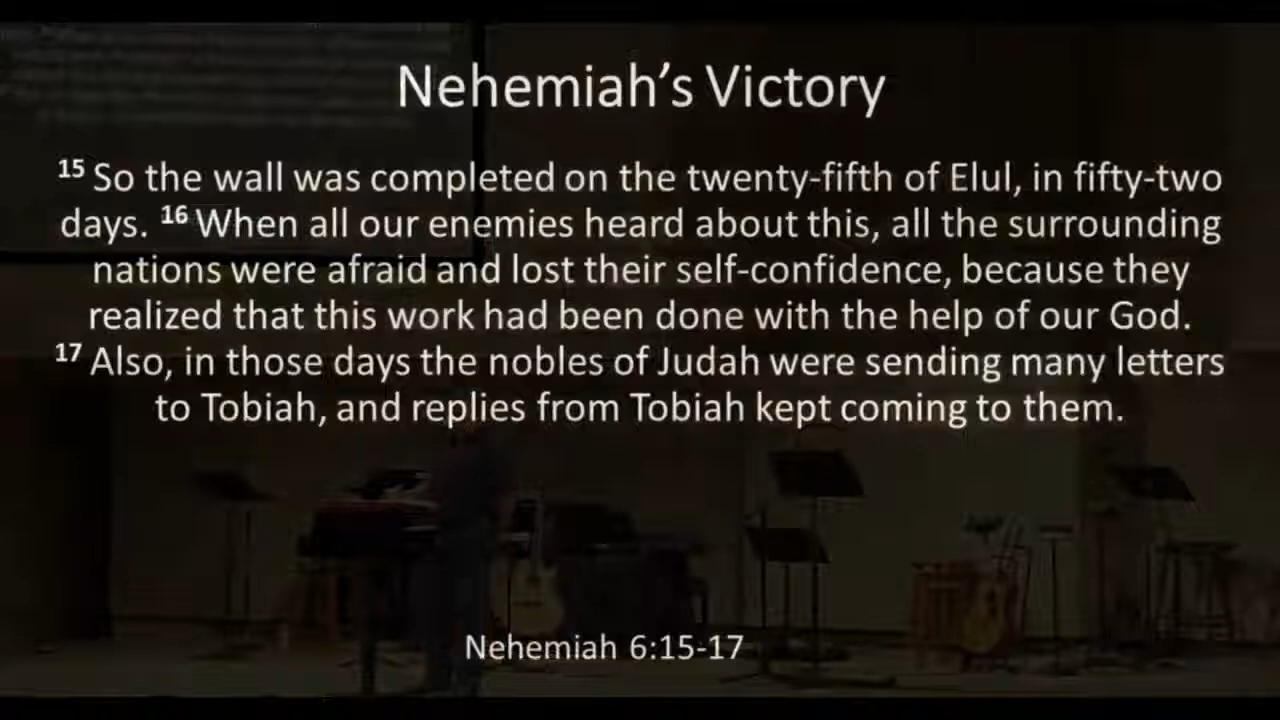 Nehemiah's Victory
15 So the wall was completed on the twenty-fifth of Elul, in fifty-two
days. 16 When all our enemies heard about this, all the surrounding
nations were afraid and lost their self-confidence, because they
realized that this work had been done with the help of our God.
17 Also, in those days the nobles of Judah were sending many letters
to Tobiah, and replies from Tobiah kept coming to them.
Nehemiah 6:15-17